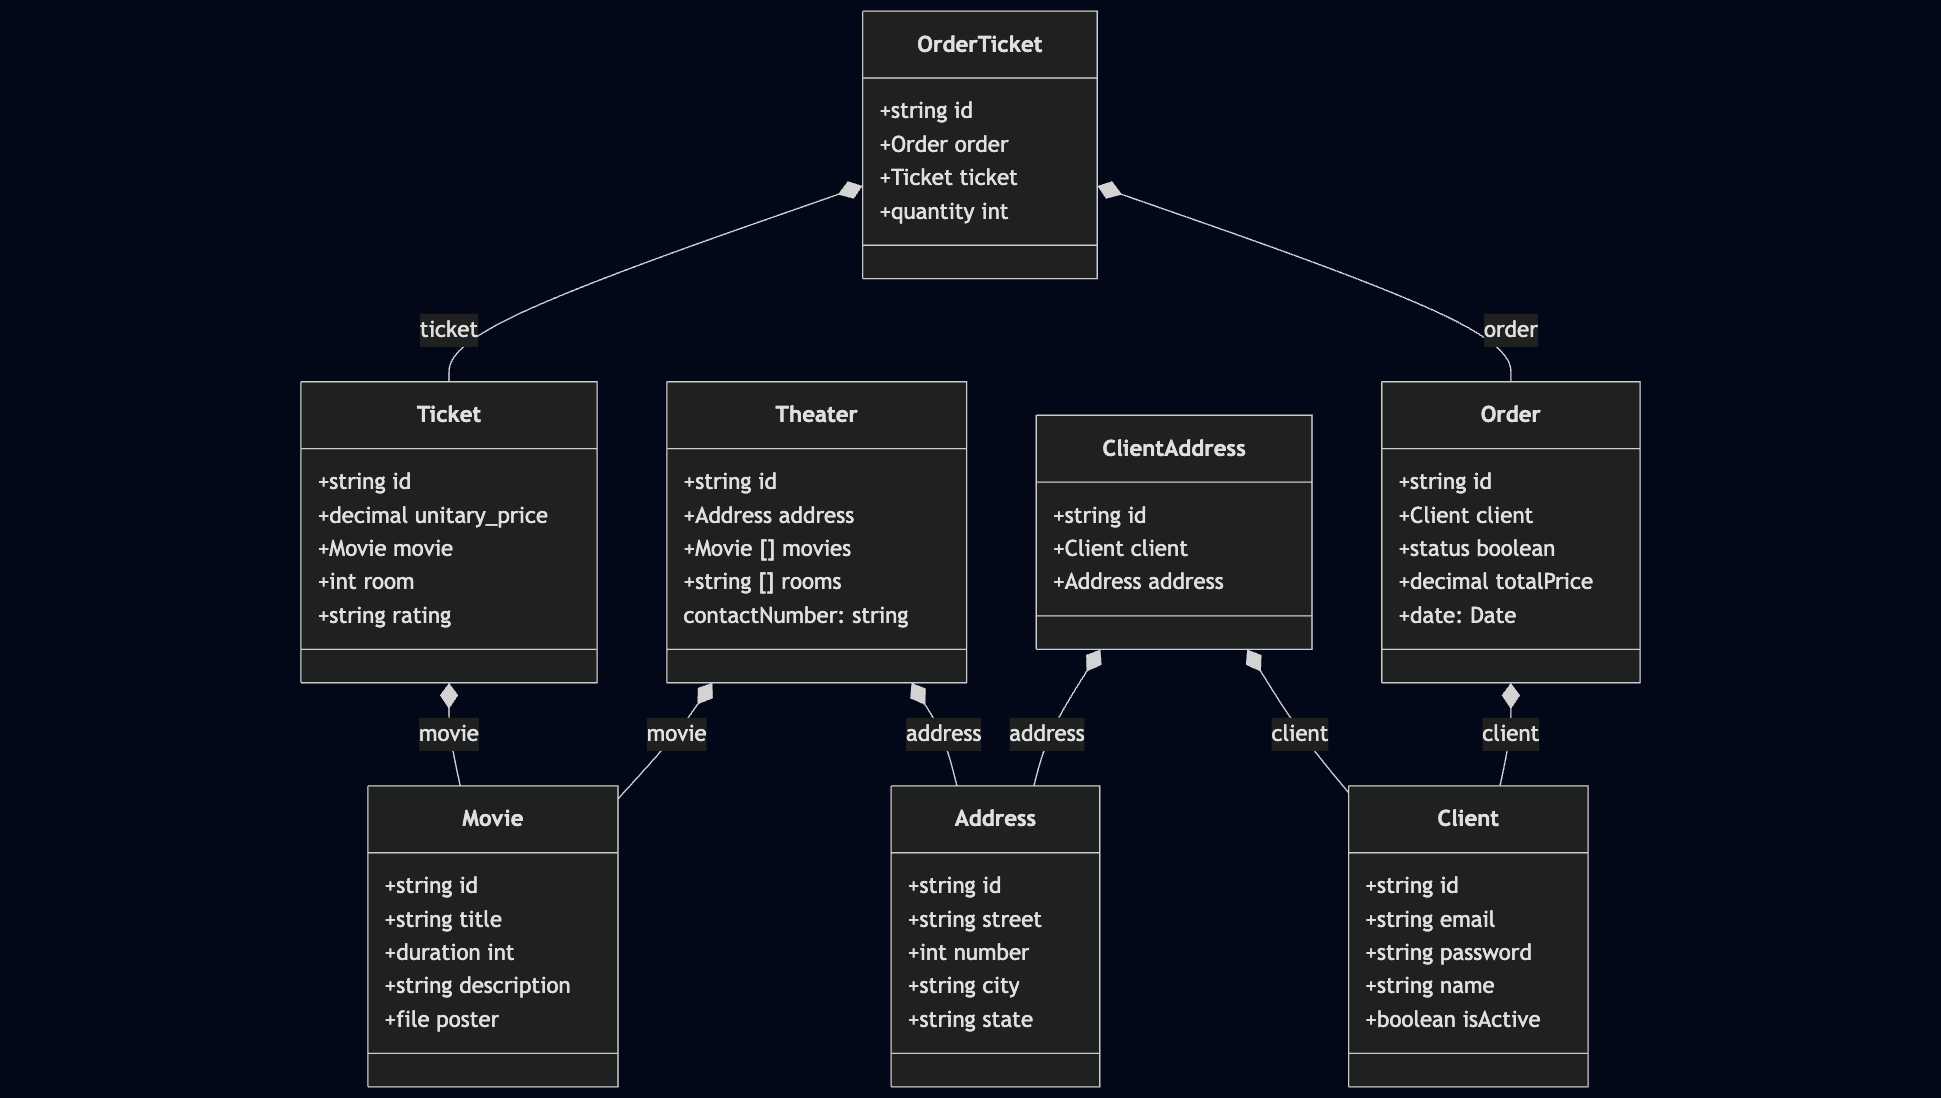 OrderTicket
+string id
+Order order
+Ticket ticket
+quantity int
ticket
order
Ticket
+string id
+decimal unitary_price
+Movie movie
+int room
+string rating
Theater
+string id
+Address address
+Movie [] movies
+string [] rooms
contactNumber: string
ClientAddress
+string id
+Client client
+Address address
Order
+string id
+Client client
+status boolean
+decimal totalPrice
+date: Date
movie
movie
address
address
client
client
Movie
+string id
+string title
+duration int
+string description
+file poster
Address
+string id
+string street
+int number
+string city
+string state
Client
+string id
+string email
+string password
+string name
+boolean isActive